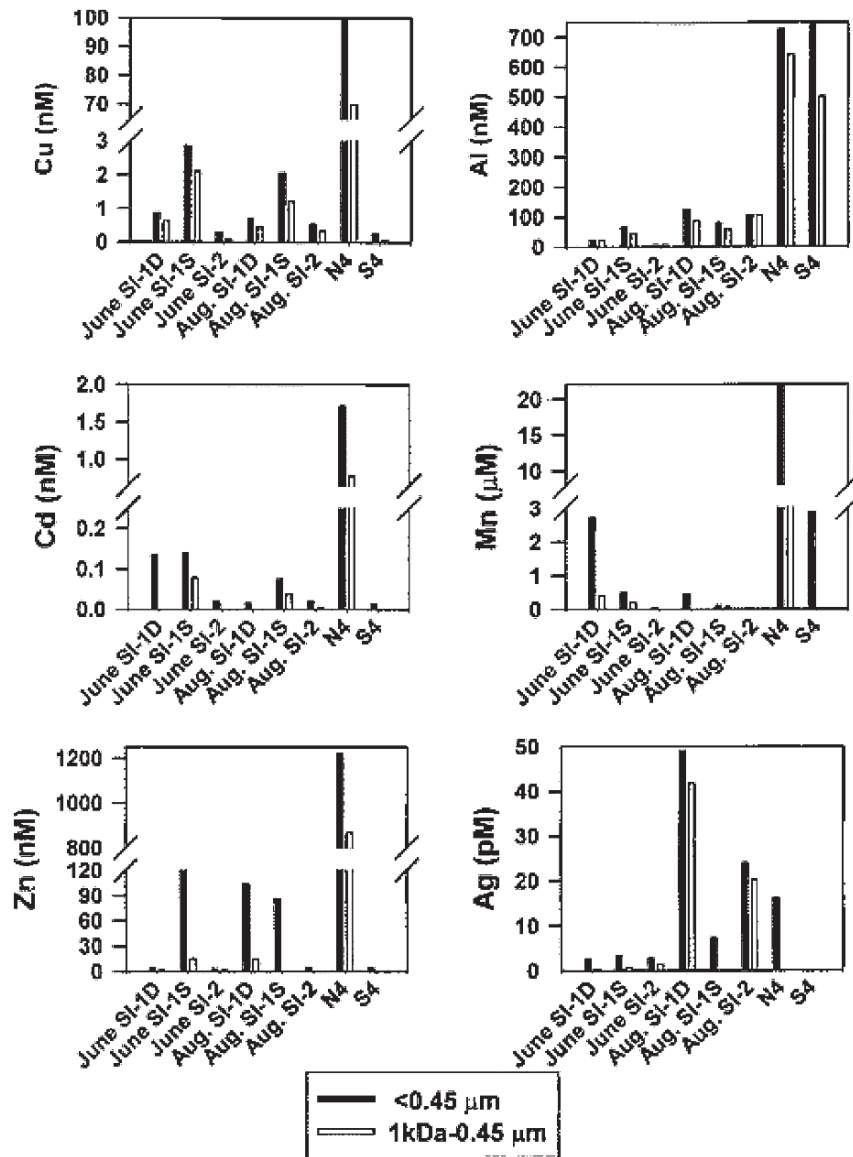 Cu (nM)
100
90
80
70
3
2
1
0
June SI-1D
June SI-1S
June SI-2
Aug. SI-1D
Aug. SI-1S
Aug. SI-2
N4
S4
Al (nM)
700
600
500
400
300
200
100
0
June SI-1D
June SI-1S
June SI-2
Aug. SI-1D
Aug. SI-1S
Aug. SI-2
N4
S4
Cd (nM)
2.0
1.5
1.0
0.2
0.1
0.0
June SI-1D
June SI-1S
June SI-2
Aug. SI-1D
Aug. SI-1S
Aug. SI-2
N4
S4
Mn (μM)
20
15
10
3
2
1
0
June SI-1D
June SI-1S
June SI-2
Aug. SI-1D
Aug. SI-1S
Aug. SI-2
N4
S4
Zn (nM)
1200
1000
800
120
90
60
30
0
June SI-1D
June SI-1S
June SI-2
Aug. SI-1D
Aug. SI-1S
Aug. SI-2
N4
S4
Ag (pM)
50
40
30
20
10
0
June SI-1D
June SI-1S
June SI-2
Aug. SI-1D
Aug. SI-1S
Aug. SI-2
N4
S4
<0.45 μm
1kDa-0.45 μm